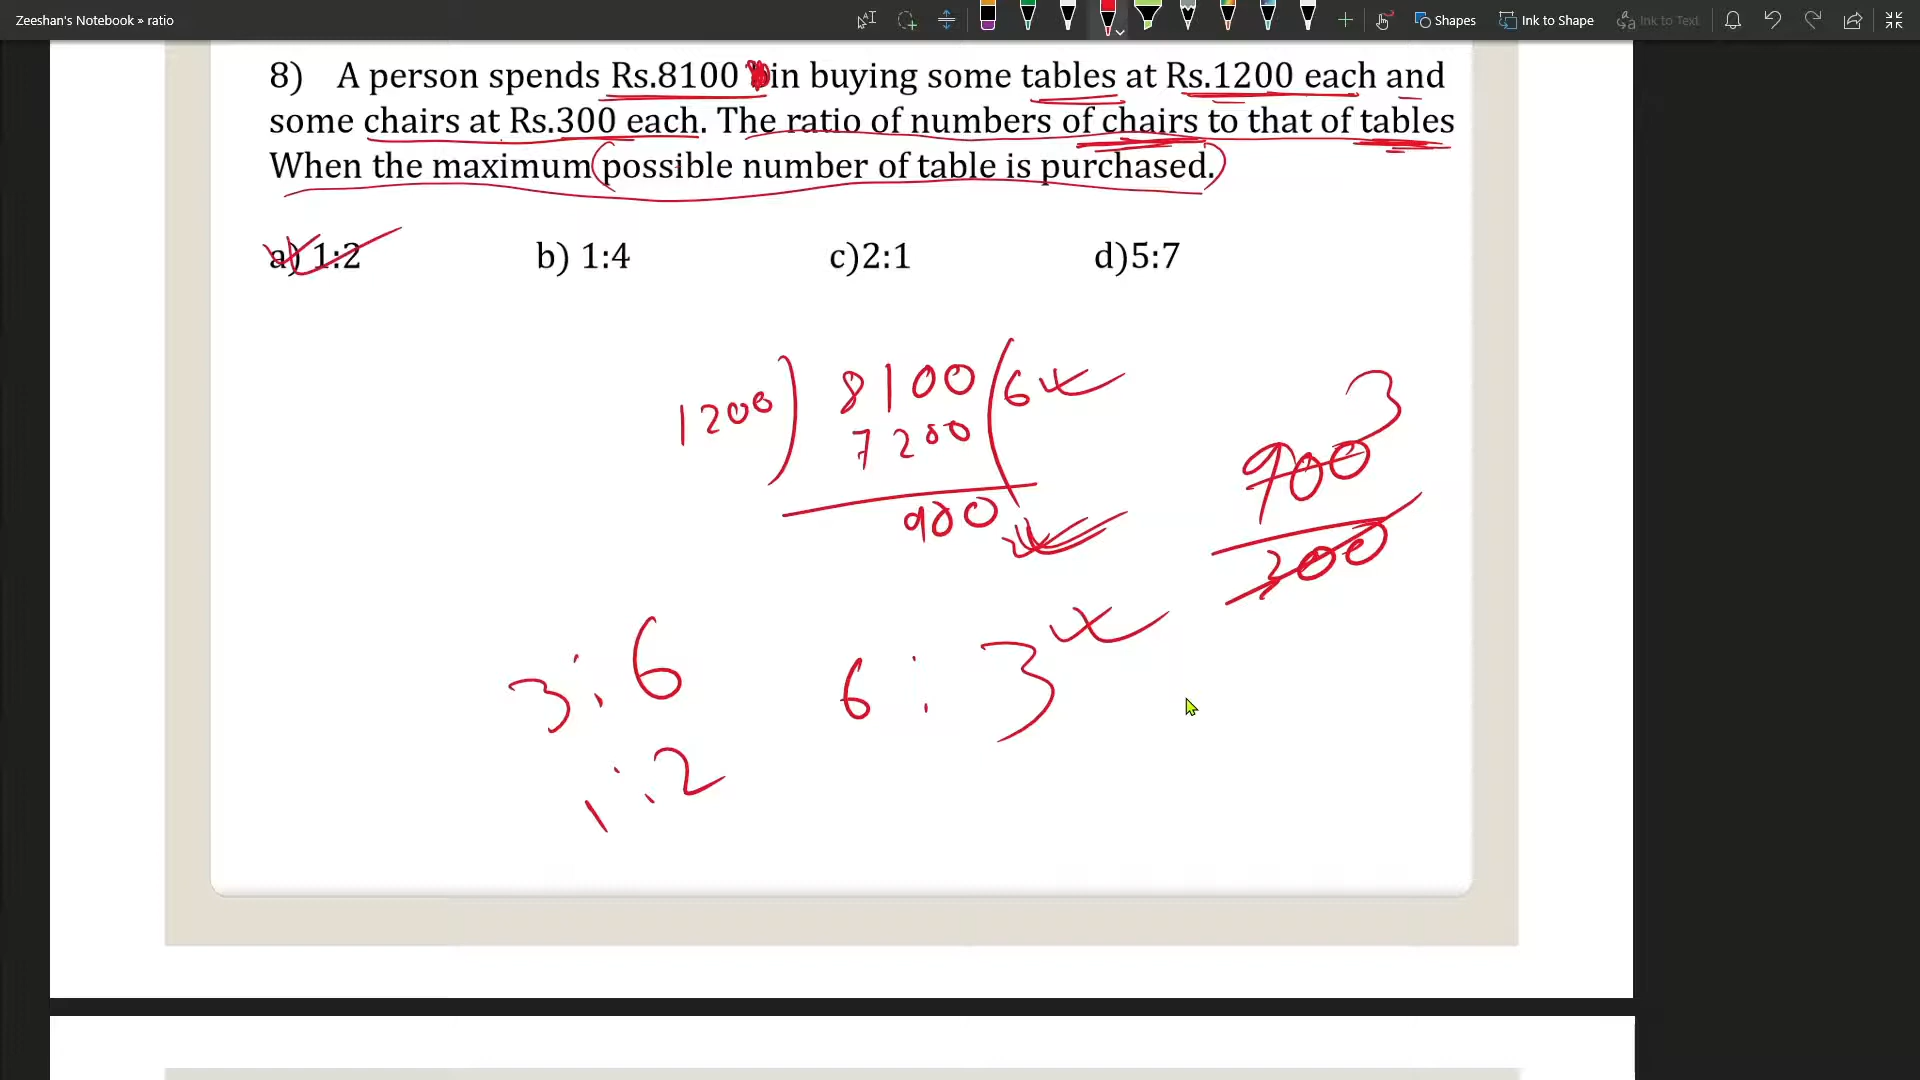 Zeeshan's Notebook » ratio
Shapes
Ink to Shape
Ink to Text
8) A person spends Rs.8100 in buying some tables at Rs.1200 each and
some chairs at Rs.300 each. The ratio of numbers of chairs to that of tables
When the maximum possible number of table is purchased.
a) 1:2 b) 1:4 c)2:1 d)5:7
1200) 8100 (6
7200
900
3
900
300
3:6 6:3
1:2